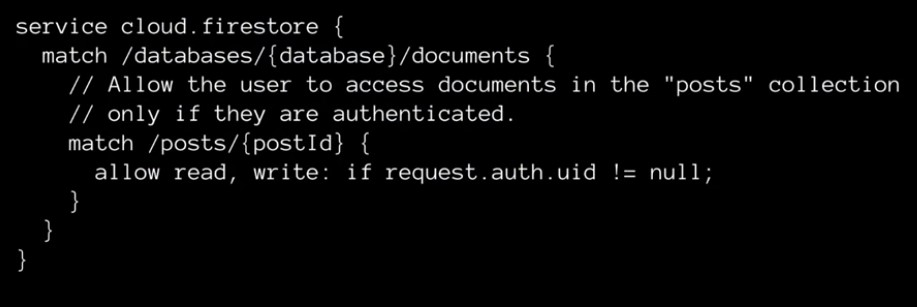 service cloud.firestore {
  match /databases/{database}/documents {
    // Allow the user to access documents in the "posts" collection
    // only if they are authenticated.
    match /posts/{postId} {
      allow read, write: if request.auth.uid != null;
    }
  }
}